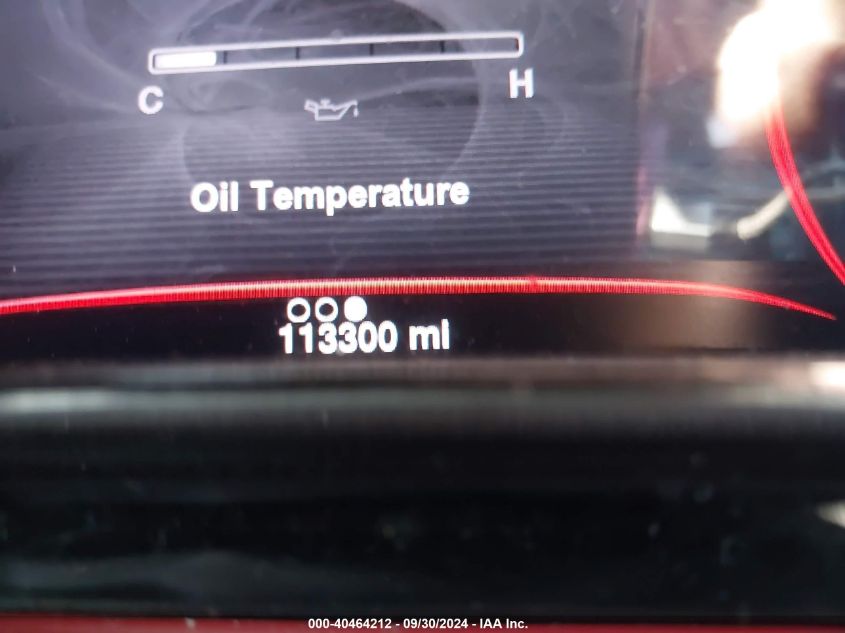 C H
Oil Temperature
113300 mi
000-40464212 - 09/30/2024 - IAA Inc.